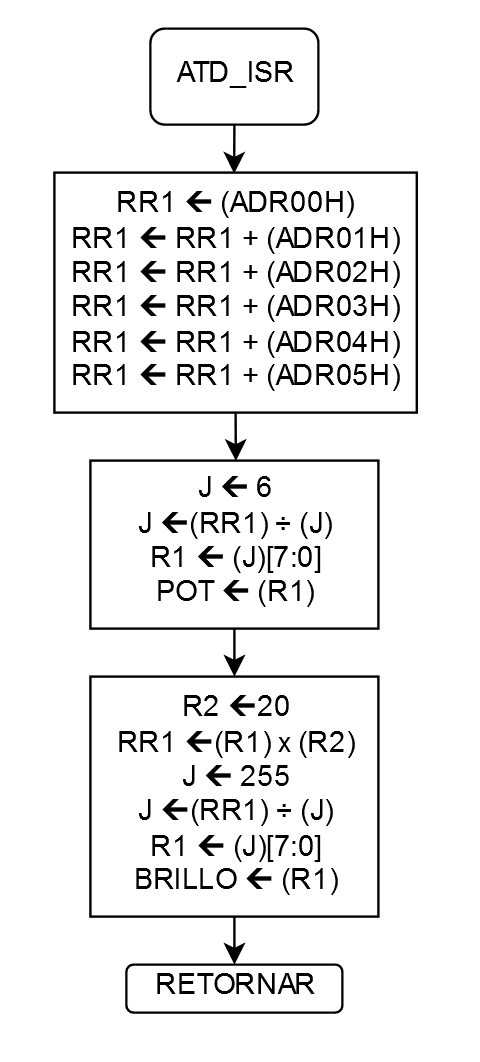 ATD_ISR
RR1 🡨 (ADR00H)
RR1 🡨 RR1 + (ADR01H)
RR1 🡨 RR1 + (ADR02H)
RR1 🡨 RR1 + (ADR03H)
RR1 🡨 RR1 + (ADR04H)
RR1 🡨 RR1 + (ADR05H)
J 🡨 6
J 🡨(RR1) ÷ (J)
R1 🡨 (J)[7:0]
POT 🡨 (R1)
R2 🡨20
RR1 🡨(R1) x (R2)
J 🡨 255
J 🡨(RR1) ÷ (J)
R1 🡨 (J)[7:0]
BRILLO 🡨 (R1)
RETORNAR